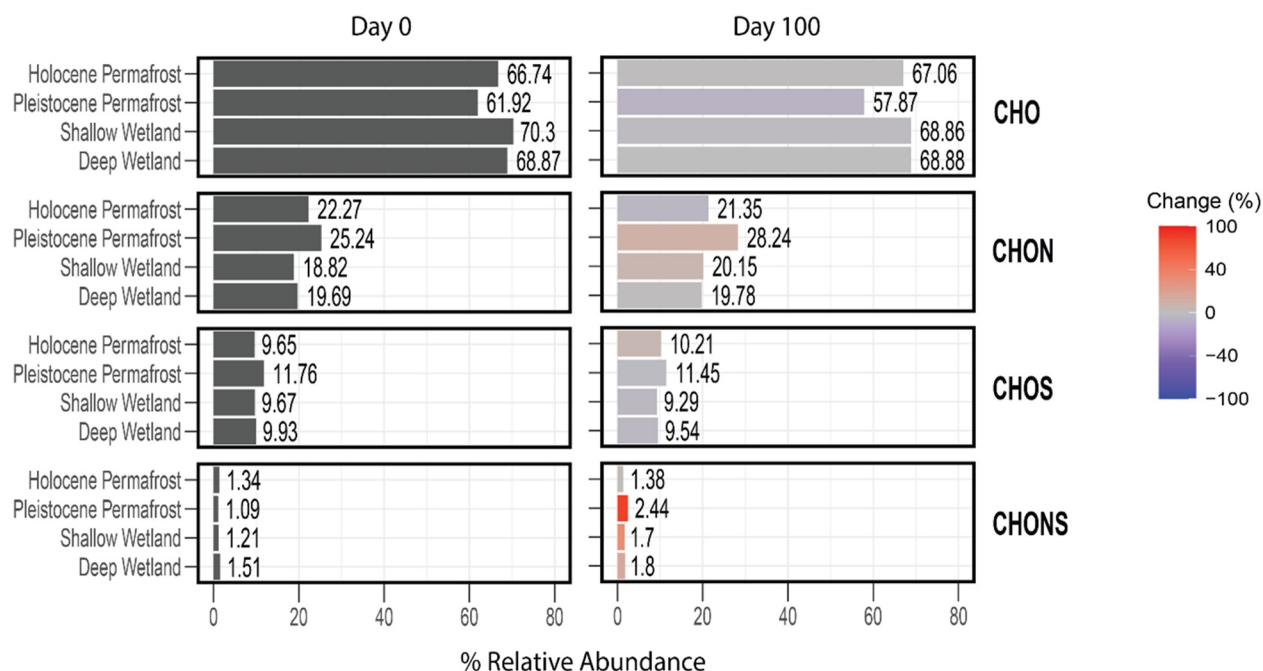 Day 0
Day 100
Holocene Permafrost 66.74 67.06
Pleistocene Permafrost 61.92 57.87
Shallow Wetland 70.3 68.86
Deep Wetland 68.87 68.88
CHO
Holocene Permafrost 22.27 21.35
Pleistocene Permafrost 25.24 28.24
Shallow Wetland 18.82 20.15
Deep Wetland 19.69 19.78
CHON
Holocene Permafrost 9.65 10.21
Pleistocene Permafrost 11.76 11.45
Shallow Wetland 9.67 9.29
Deep Wetland 9.93 9.54
CHOS
Holocene Permafrost 1.34 1.38
Pleistocene Permafrost 1.09 2.44
Shallow Wetland 1.21 1.7
Deep Wetland 1.51 1.8
CHONS
0 20 40 60 80 0 20 40 60 80
% Relative Abundance
Change (%)
100
40
0
−40
−100